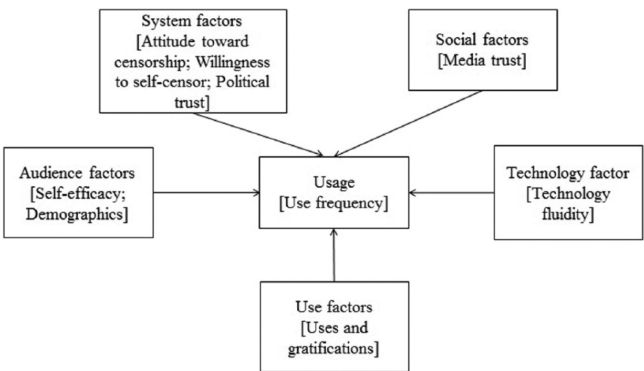 System factors
[Attitude toward
censorship; Willingness
to self-censor; Political
trust]
Social factors
[Media trust]
Audience factors
[Self-efficacy;
Demographics]
Usage
[Use frequency]
Technology factor
[Technology
fluidity]
Use factors
[Uses and
gratifications]